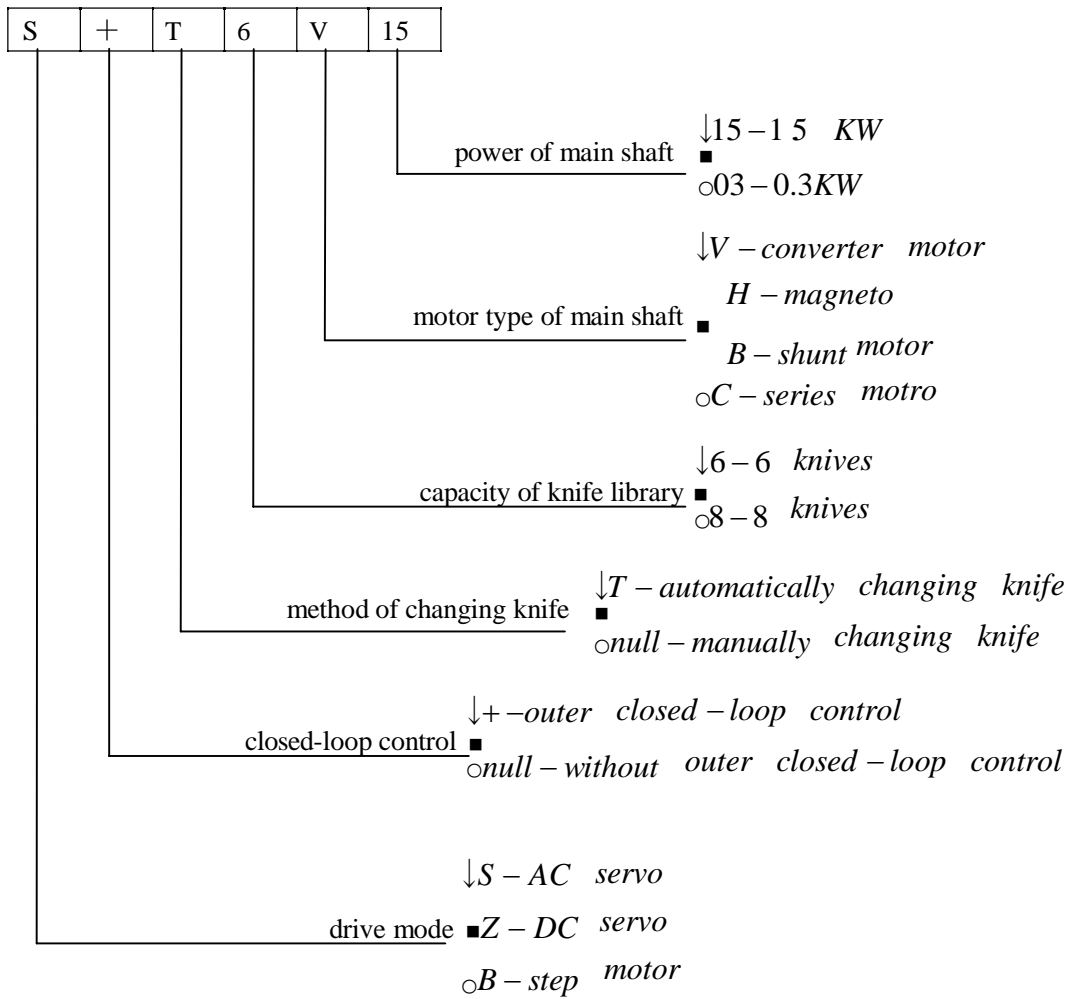 S + T 6 V 15
↓15 – 1 5 KW
power of main shaft ■
○03 – 0.3KW
↓V – converter motor
H – magneto
motor type of main shaft ■
B – shunt motor
○C – series motro
↓6 – 6 knives
capacity of knife library ■
○8 – 8 knives
↓T – automatically changing knife
method of changing knife ■
○null – manually changing knife
↓+ –outer closed – loop control
closed-loop control ■
○null – without outer closed – loop control
↓S – AC servo
drive mode ■Z – DC servo
○B – step motor